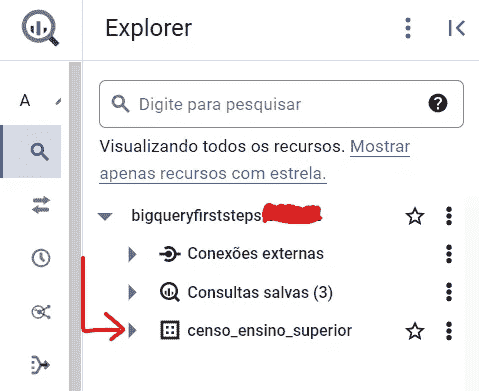 Explorer
A
Digite para pesquisar
Visualizando todos os recursos. Mostrar
apenas recursos com estrela.
bigqueryfirststeps
Conexões externas
Consultas salvas (3)
censo_ensino_superior